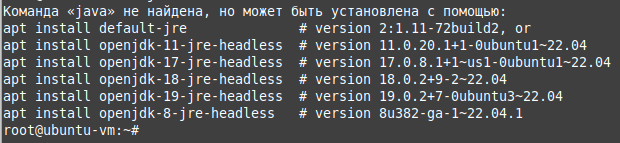 Команда «java» не найдена, но может быть установлена с помощью:
apt install default-jre              # version 2:1.11-72build2, or
apt install openjdk-11-jre-headless  # version 11.0.20.1+1-0ubuntu1~22.04
apt install openjdk-17-jre-headless  # version 17.0.8.1+1~us1-0ubuntu1~22.04
apt install openjdk-18-jre-headless  # version 18.0.2+9-2~22.04
apt install openjdk-19-jre-headless  # version 19.0.2+7-0ubuntu3~22.04
apt install openjdk-8-jre-headless   # version 8u382-ga-1~22.04.1
root@ubuntu-vm:~#